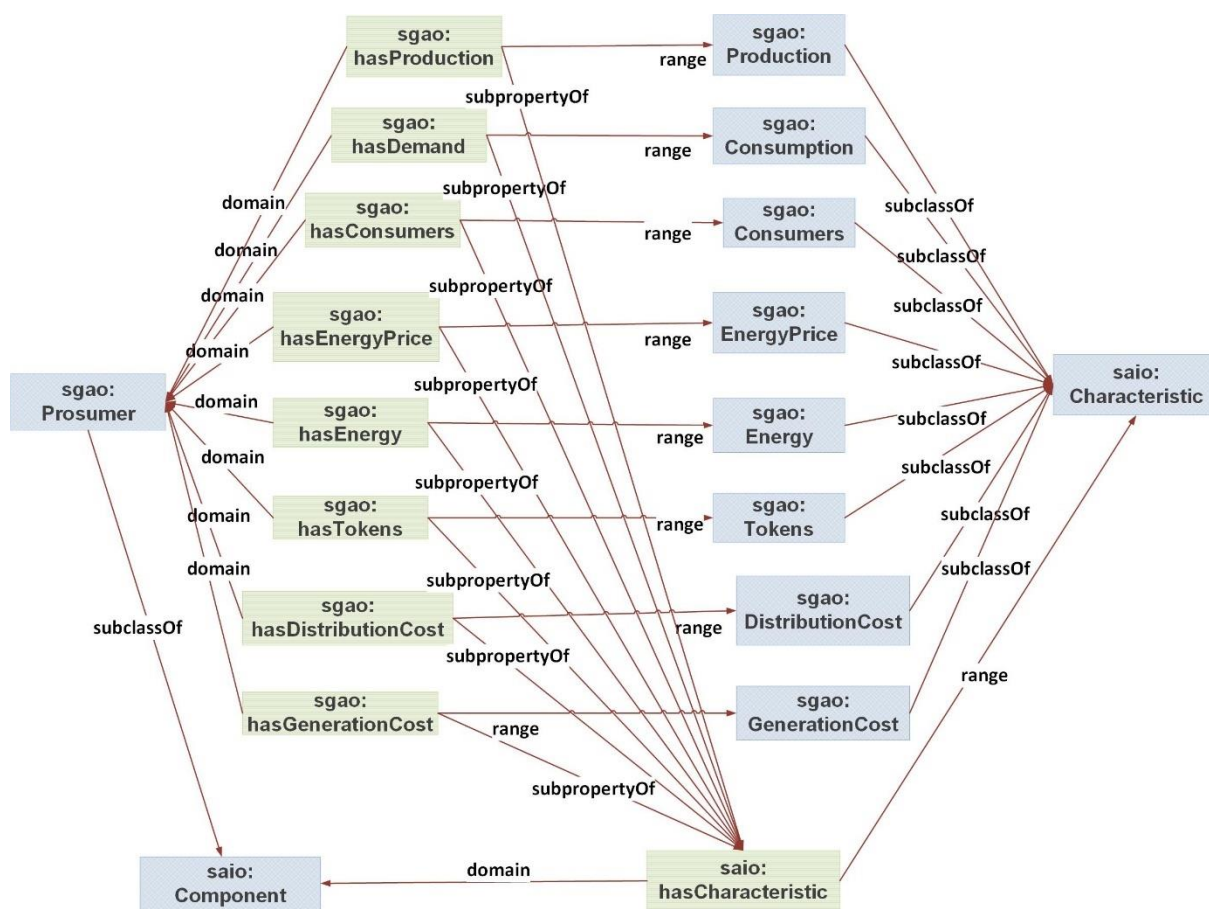 sgao:
hasProduction
sgao:
Production
range
subpropertyOf
sgao:
hasDemand
sgao:
Consumption
range
subpropertyOf
domain
subclassOf
sgao:
hasConsumers
sgao:
Consumers
range
domain
subclassOf
domain
subpropertyOf
subclassOf
sgao:
hasEnergyPrice
sgao:
EnergyPrice
range
subclassOf
sgao:
Prosumer
saio:
Characteristic
subpropertyOf
domain
sgao:
hasEnergy
sgao:
Energy
range
subclassOf
domain
subpropertyOf
subclassOf
sgao:
hasTokens
sgao:
Tokens
range
domain
subclassOf
domain
subpropertyOf
subclassOf
sgao:
hasDistributionCost
sgao:
DistributionCost
range
subclassOf
subpropertyOf
range
sgao:
hasGenerationCost
sgao:
GenerationCost
range
subpropertyOf
saio:
Component
domain
saio:
hasCharacteristic